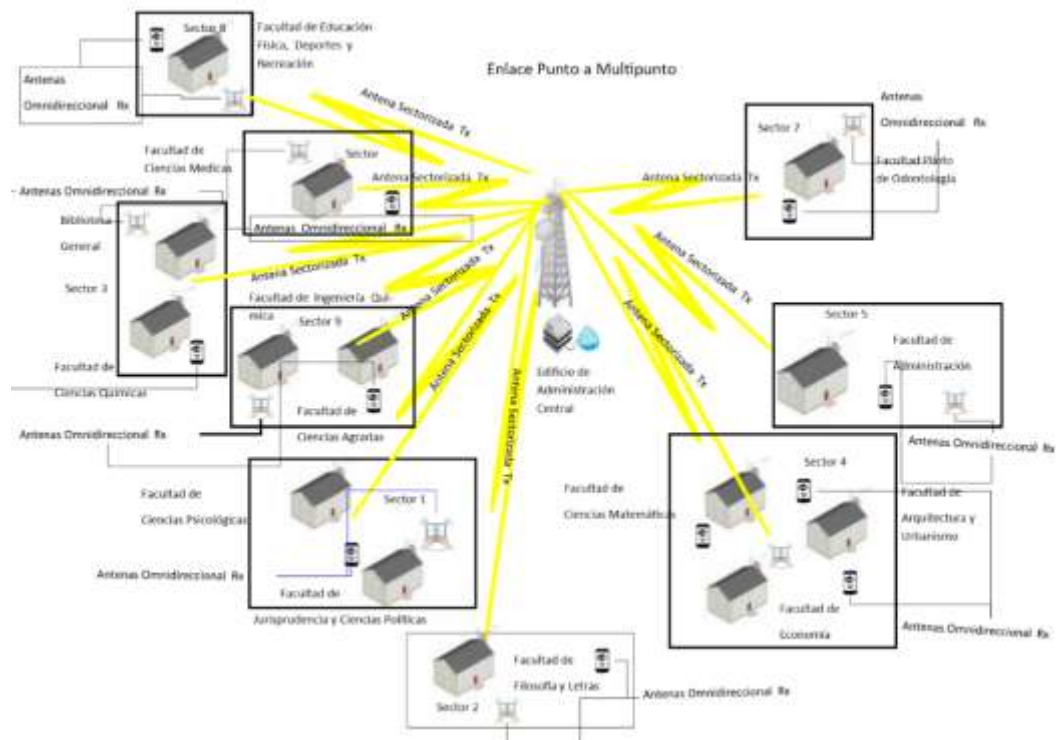 Sector 8
Facultad de Educación
Física, Deportes y
Recreación
Antenas
Omnidireccional Rx
Enlace Punto a Multipunto
Antena Sectorizada Tx
Antenas
Omnidireccional Rx
Sector 7
Facultad Piloto
de Odontología
Antena Sectorizada Tx
Facultad de
Ciencias Medicas
Sector
Antena Sectorizada Tx
Antenas Omnidireccional Rx
Antenas Omnidireccional Rx
Biblioteca
General
Sector 3
Antena Sectorizada Tx
Facultad de
Ciencias Químicas
Facultad de Ingeniería Quí-
mica
Sector 9
Antena Sectorizada Tx
Facultad de
Ciencias Agrarias
Antenas Omnidireccional Rx
Antena Sectorizada Tx
Antena Sectorizada Tx
Edificio de
Administración
Central
Antena Sectorizada Tx
Antena Sectorizada Tx
Sector 5
Facultad de
Administración
Antenas Omnidireccional Rx
Facultad de
Ciencias Psicológicas
Sector 1
Antenas Omnidireccional Rx
Facultad de
Jurisprudencia y Ciencias Políticas
Sector 4
Facultad de
Ciencias Matemáticas
Facultad de
Arquitectura y
Urbanismo
Facultad de
Economía
Antenas Omnidireccional Rx
Facultad de
Filosofía y Letras
Sector 2
Antenas Omnidireccional Rx